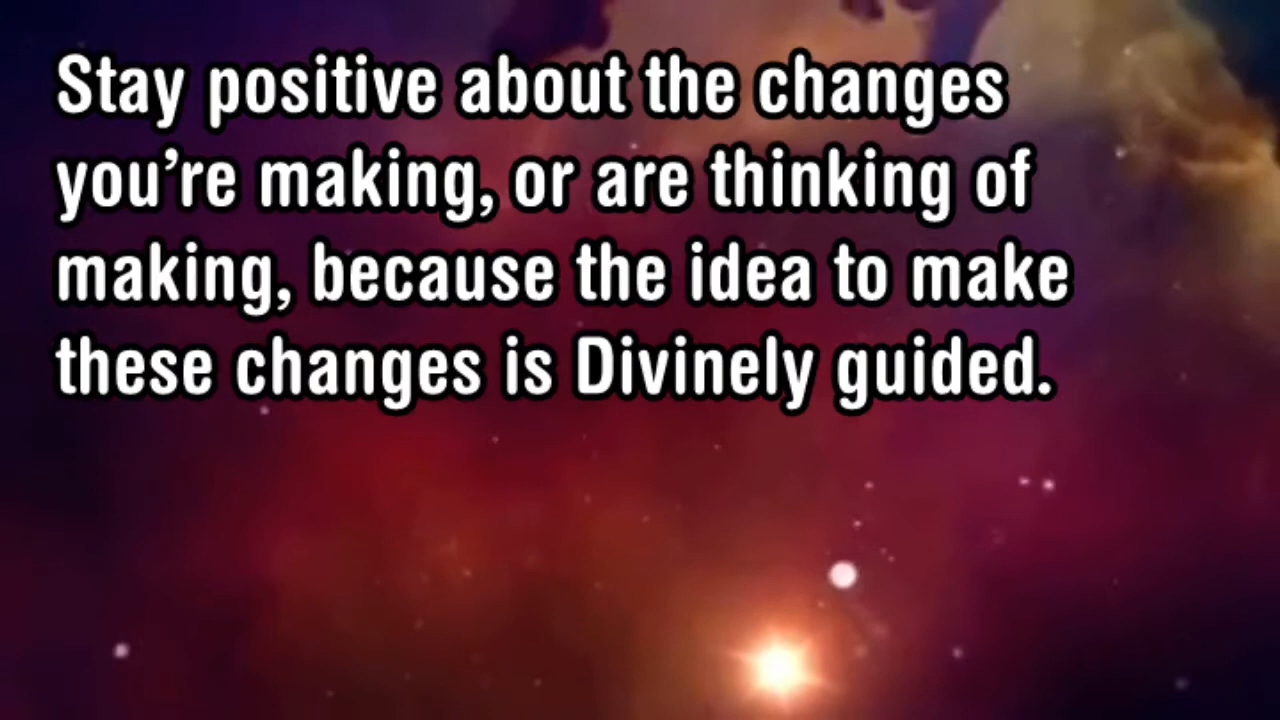 Stay positive about the changes
you’re making, or are thinking of
making, because the idea to make
these changes is Divinely guided.